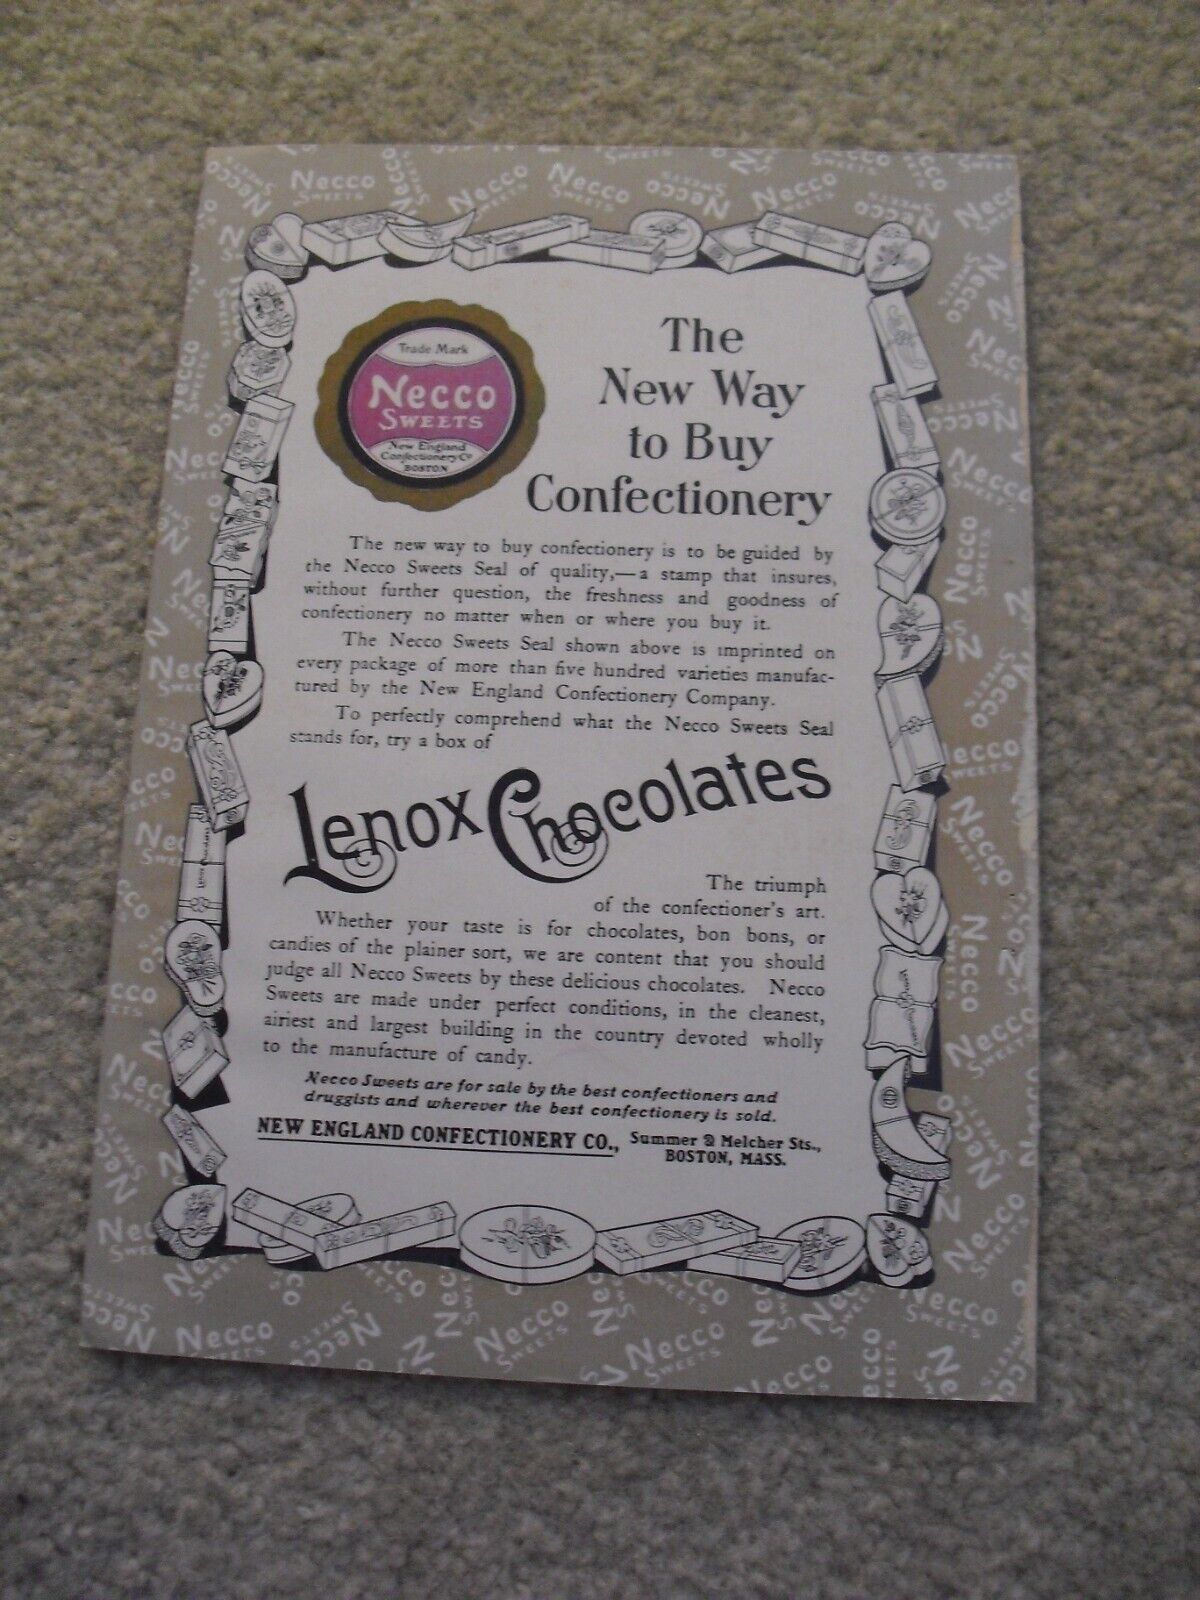 Trade Mark
Necco
SWEETS
New England
Confectionery Co
BOSTON
The
New Way
to Buy
Confectionery
The new way to buy confectionery is to be guided by
the Necco Sweets Seal of quality,—a stamp that insures,
without further question, the freshness and goodness of
confectionery no matter when or where you buy it.
The Necco Sweets Seal shown above is imprinted on
every package of more than five hundred varieties manufac-
tured by the New England Confectionery Company.
To perfectly comprehend what the Necco Sweets Seal
stands for, try a box of
Lenox Chocolates
The triumph
of the confectioner's art.
Whether your taste is for chocolates, bon bons, or
candies of the plainer sort, we are content that you should
judge all Necco Sweets by these delicious chocolates. Necco
Sweets are made under perfect conditions, in the cleanest,
airiest and largest building in the country devoted wholly
to the manufacture of candy.
Necco Sweets are for sale by the best confectioners and
druggists and wherever the best confectionery is sold.
NEW ENGLAND CONFECTIONERY CO., Summer & Melcher Sts.,
BOSTON, MASS.